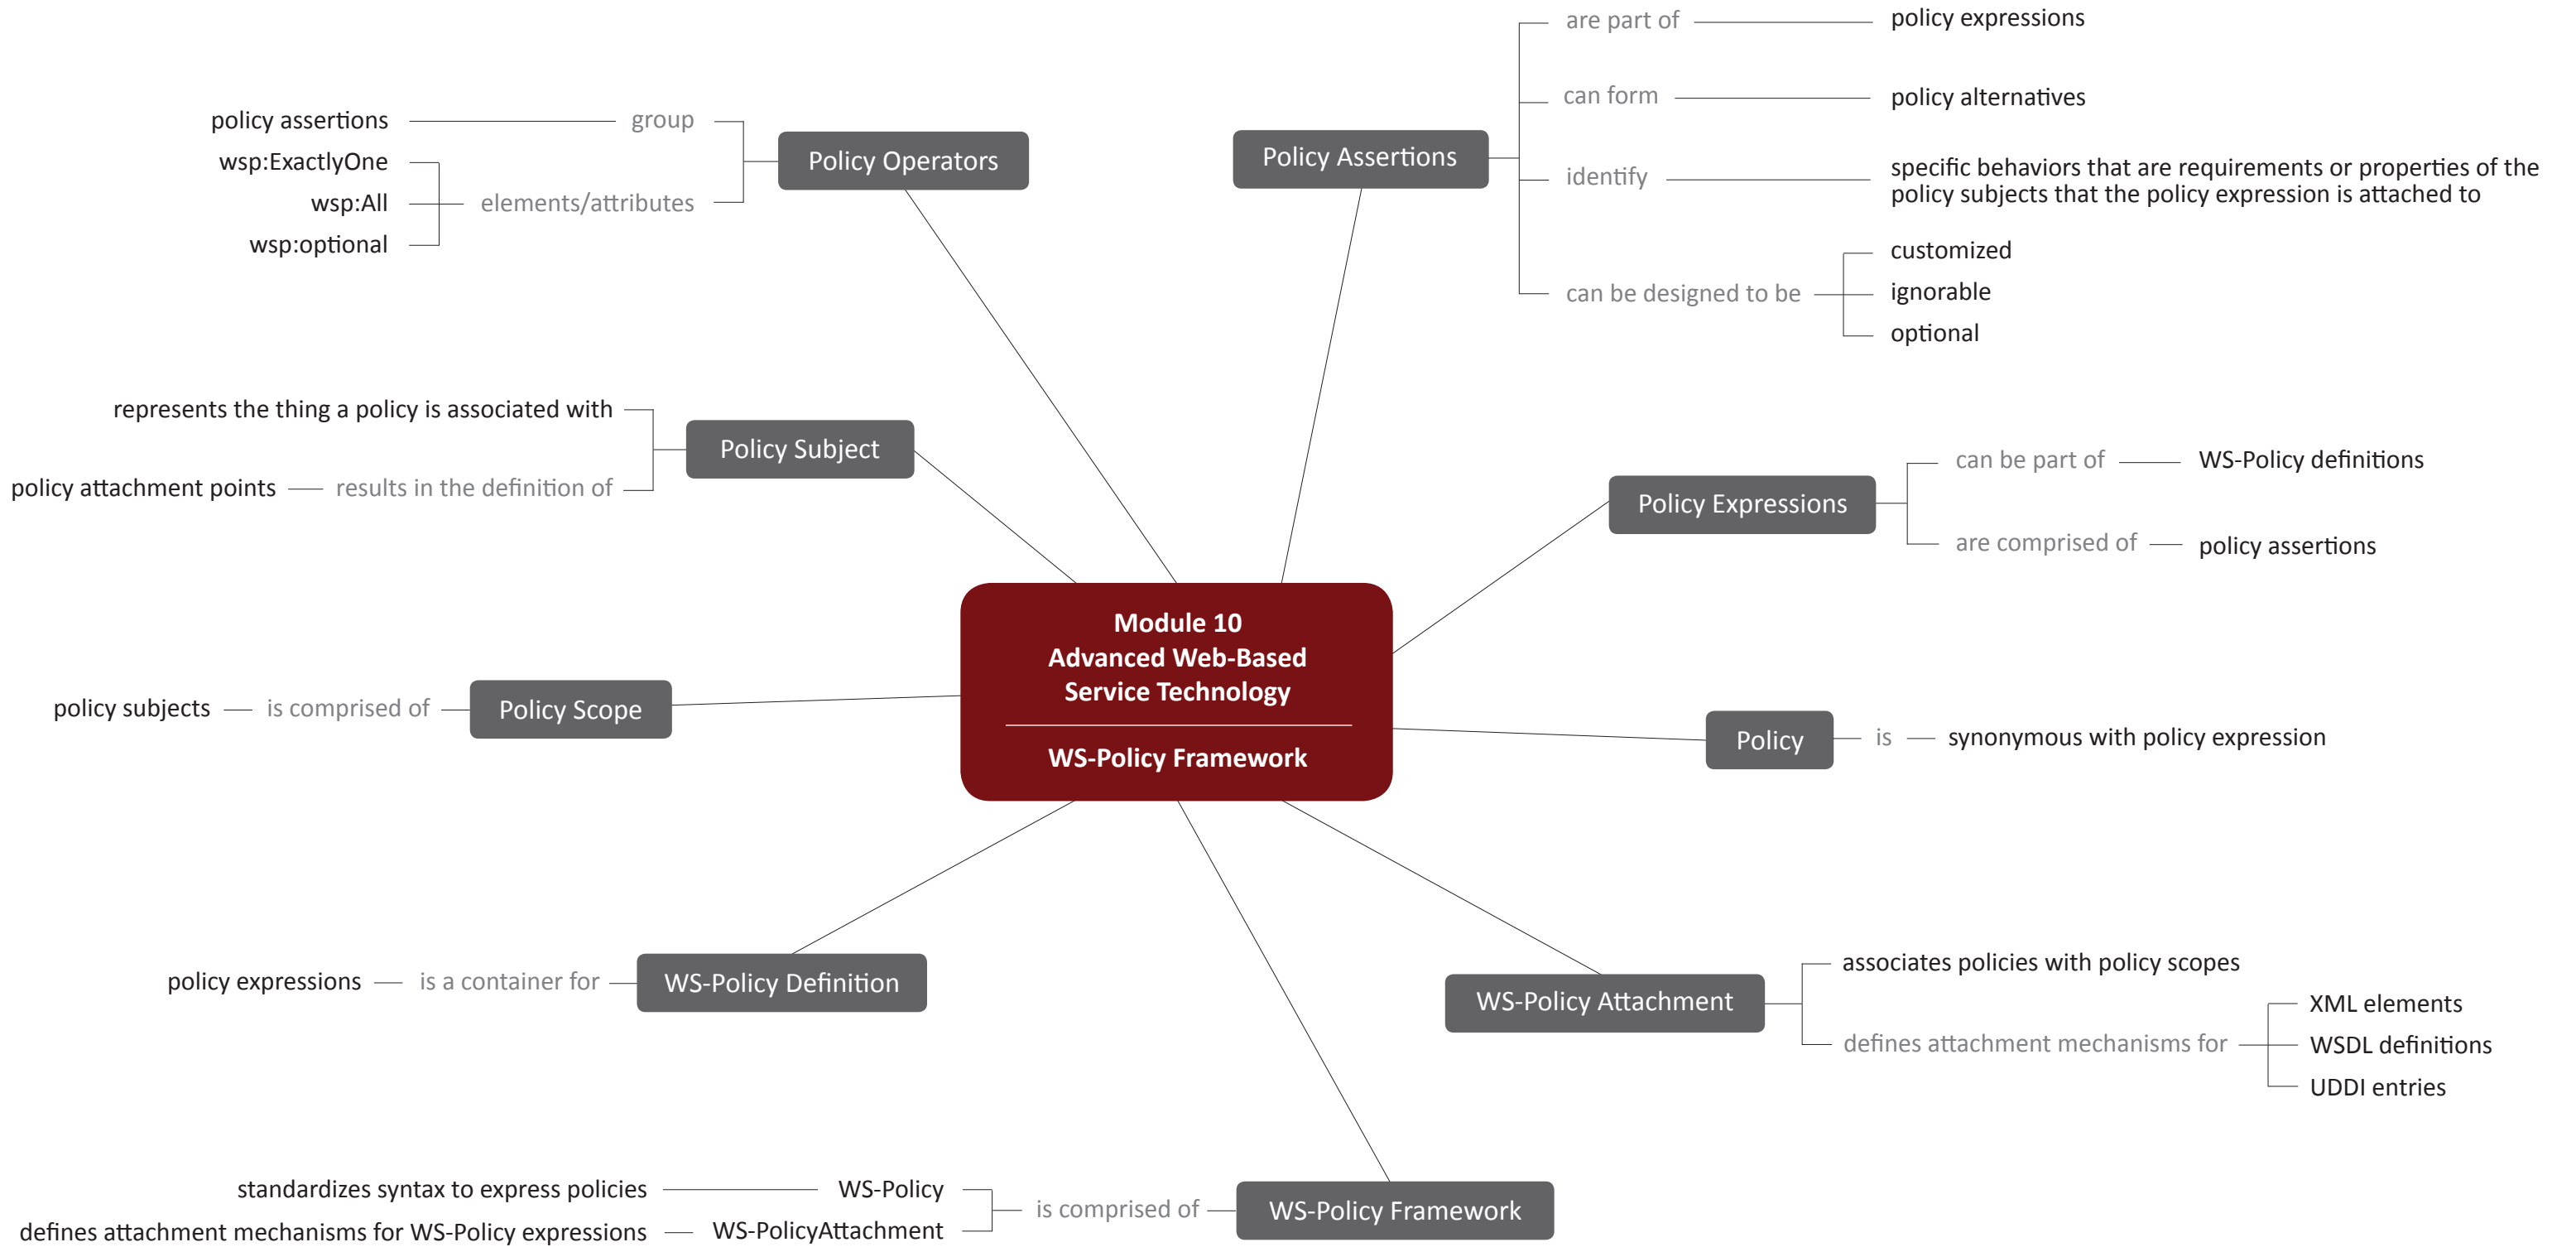 Module 10
Advanced Web-Based
Service Technology
WS-Policy Framework
Policy Operators
group
policy assertions
elements/attributes
wsp:ExactlyOne
wsp:All
wsp:optional
Policy Subject
represents the thing a policy is associated with
results in the definition of
policy attachment points
Policy Scope
is comprised of
policy subjects
WS-Policy Definition
is a container for
policy expressions
WS-Policy Framework
is comprised of
WS-Policy
standardizes syntax to express policies
WS-PolicyAttachment
defines attachment mechanisms for WS-Policy expressions
Policy Assertions
are part of
policy expressions
can form
policy alternatives
identify
specific behaviors that are requirements or properties of the
policy subjects that the policy expression is attached to
can be designed to be
customized
ignorable
optional
Policy Expressions
can be part of
WS-Policy definitions
are comprised of
policy assertions
Policy
is
synonymous with policy expression
WS-Policy Attachment
associates policies with policy scopes
defines attachment mechanisms for
XML elements
WSDL definitions
UDDI entries